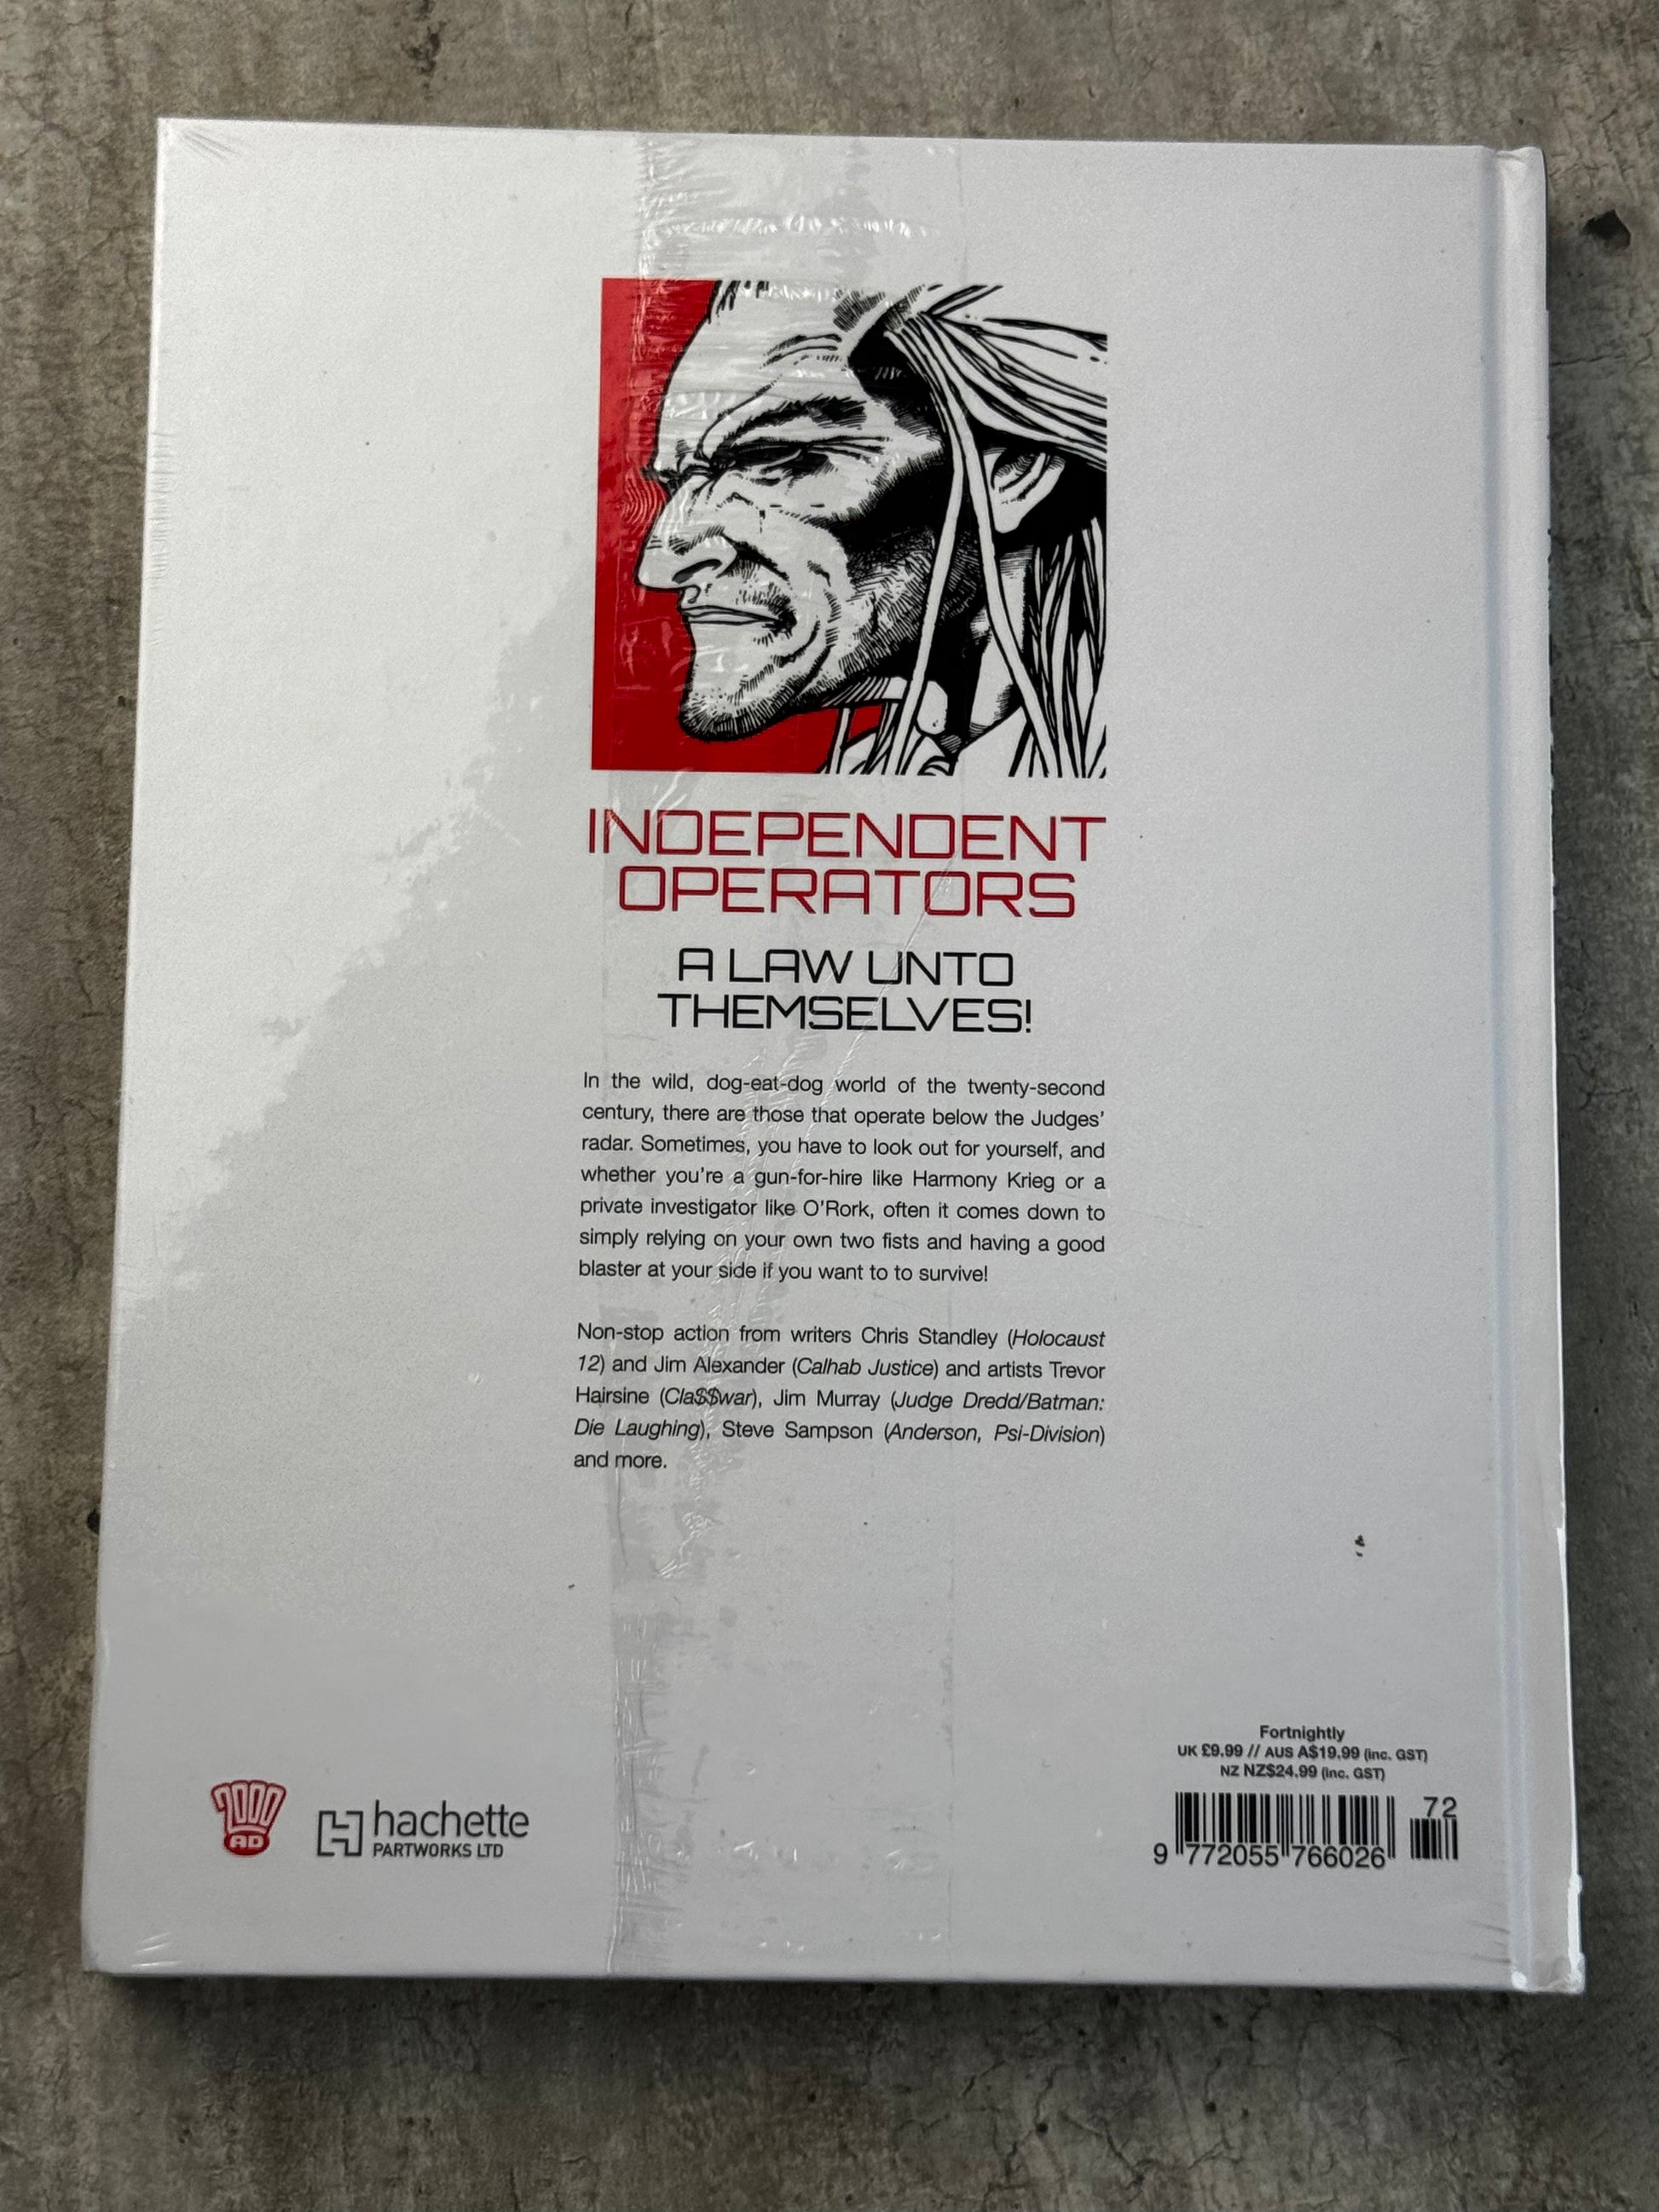 INDEPENDENT
OPERATORS
A LAW UNTO
THEMSELVES!
In the wild, dog-eat-dog world of the twenty-second
century, there are those that operate below the Judges'
radar. Sometimes, you have to look out for yourself, and
whether you're a gun-for-hire like Harmony Krieg or a
private investigator like O'Rork, often it comes down to
simply relying on your own two fists and having a good
blaster at your side if you want to to survive!
Non-stop action from writers Chris Standley (Holocaust
12) and Jim Alexander (Calhab Justice) and artists Trevor
Hairsine (Cla$$war), Jim Murray (Judge Dredd/Batman:
Die Laughing), Steve Sampson (Anderson, Psi-Division)
and more.
2000
AD
hachette
PARTWORKS LTD
Fortnightly
UK £9.99 // AUS A$19.99 (inc. GST)
NZ NZ$24.99 (inc. GST)
72
9 772055 766026